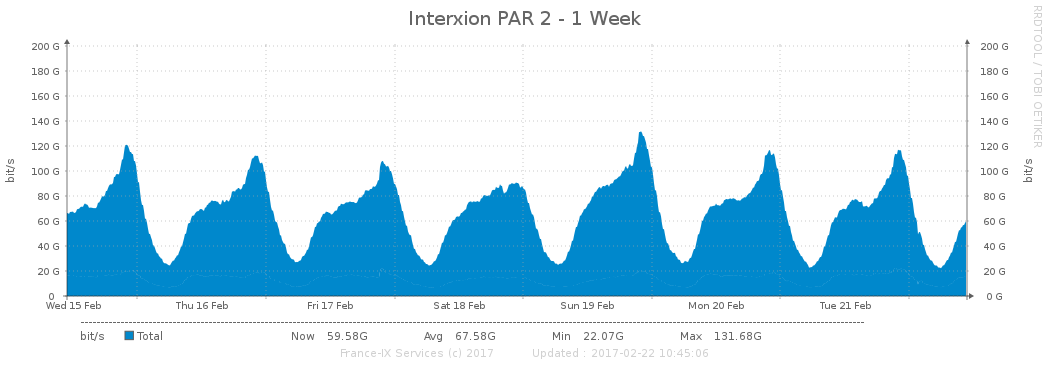 Interxion PAR 2 - 1 Week
RRDTOOL / TOBI OETIKER
200 G 200 G
180 G 180 G
160 G 160 G
140 G 140 G
120 G 120 G
100 G 100 G
80 G 80 G
60 G 60 G
40 G 40 G
20 G 20 G
0 0 G
bit/s bit/s
Wed 15 Feb Thu 16 Feb Fri 17 Feb Sat 18 Feb Sun 19 Feb Mon 20 Feb Tue 21 Feb
bit/s Total Now 59.58G Avg 67.58G Min 22.07G Max 131.68G
France-IX Services (c) 2017 Updated : 2017-02-22 10:45:06